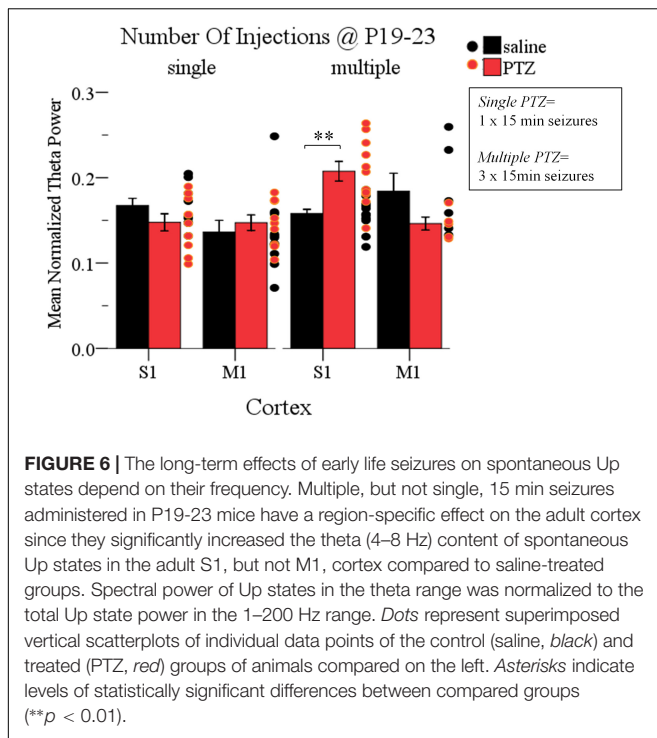 Number Of Injections @ P19-23
single multiple
saline
PTZ
Single PTZ=
1 x 15 min seizures
Multiple PTZ=
3 x 15min seizures
Mean Normalized Theta Power
0.3
0.2
0.1
0.0
**
S1 M1 S1 M1
Cortex
FIGURE 6 | The long-term effects of early life seizures on spontaneous Up
states depend on their frequency. Multiple, but not single, 15 min seizures
administered in P19-23 mice have a region-specific effect on the adult cortex
since they significantly increased the theta (4–8 Hz) content of spontaneous
Up states in the adult S1, but not M1, cortex compared to saline-treated
groups. Spectral power of Up states in the theta range was normalized to the
total Up state power in the 1–200 Hz range. Dots represent superimposed
vertical scatterplots of individual data points of the control (saline, black) and
treated (PTZ, red) groups of animals compared on the left. Asterisks indicate
levels of statistically significant differences between compared groups
(**p < 0.01).